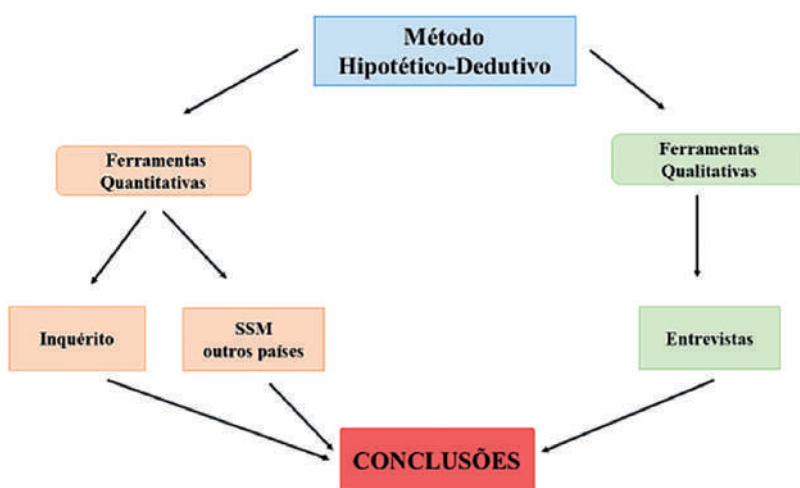 Método
Hipotético-Dedutivo
Ferramentas
Quantitativas
Ferramentas
Qualitativas
Inquérito
SSM
outros países
Entrevistas
CONCLUSÕES